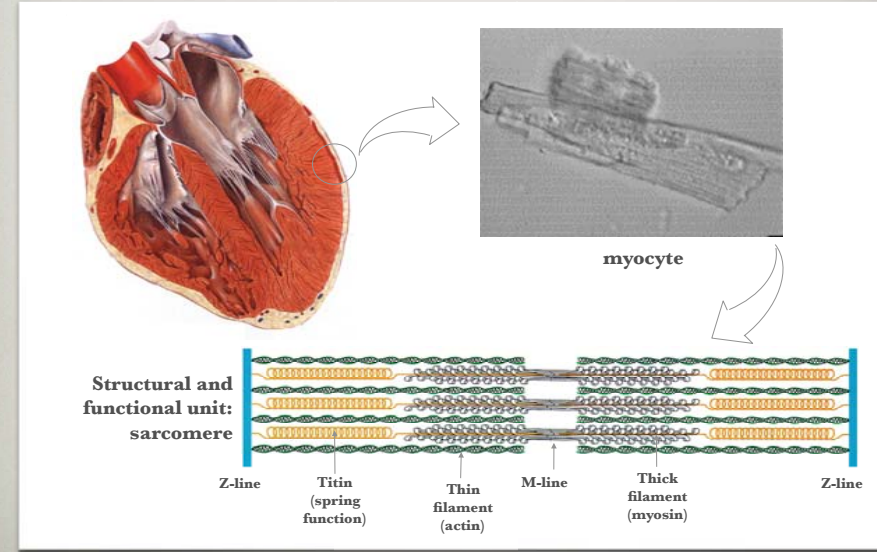 myocyte
Structural and
functional unit:
sarcomere
Z-line
Titin
(spring
function)
Thin
filament
(actin)
M-line
Thick
filament
(myosin)
Z-line